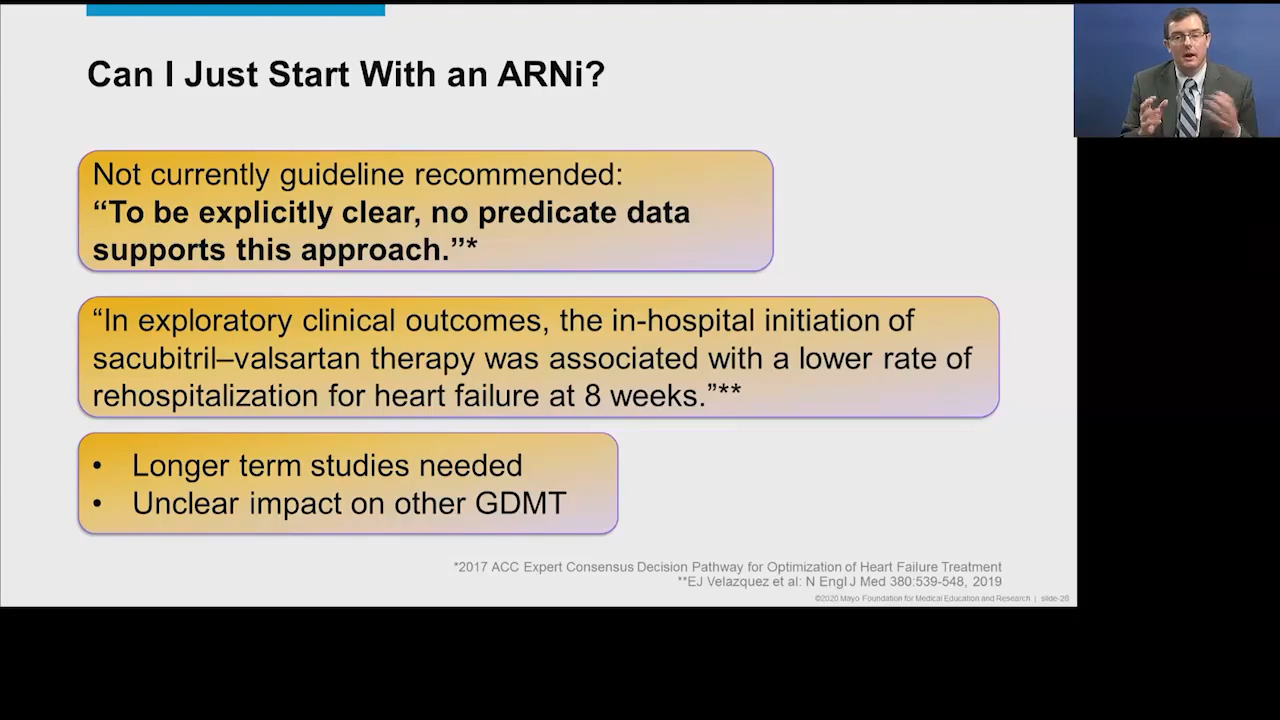 Can I Just Start With an ARNi?
Not currently guideline recommended:
“To be explicitly clear, no predicate data
supports this approach.”*
“In exploratory clinical outcomes, the in-hospital initiation of
sacubitril–valsartan therapy was associated with a lower rate of
rehospitalization for heart failure at 8 weeks.”**
• Longer term studies needed
• Unclear impact on other GDMT
*2017 ACC Expert Consensus Decision Pathway for Optimization of Heart Failure Treatment
**EJ Velazquez et al: N Engl J Med 380:539-548, 2019
©2020 Mayo Foundation for Medical Education and Research | slide-28